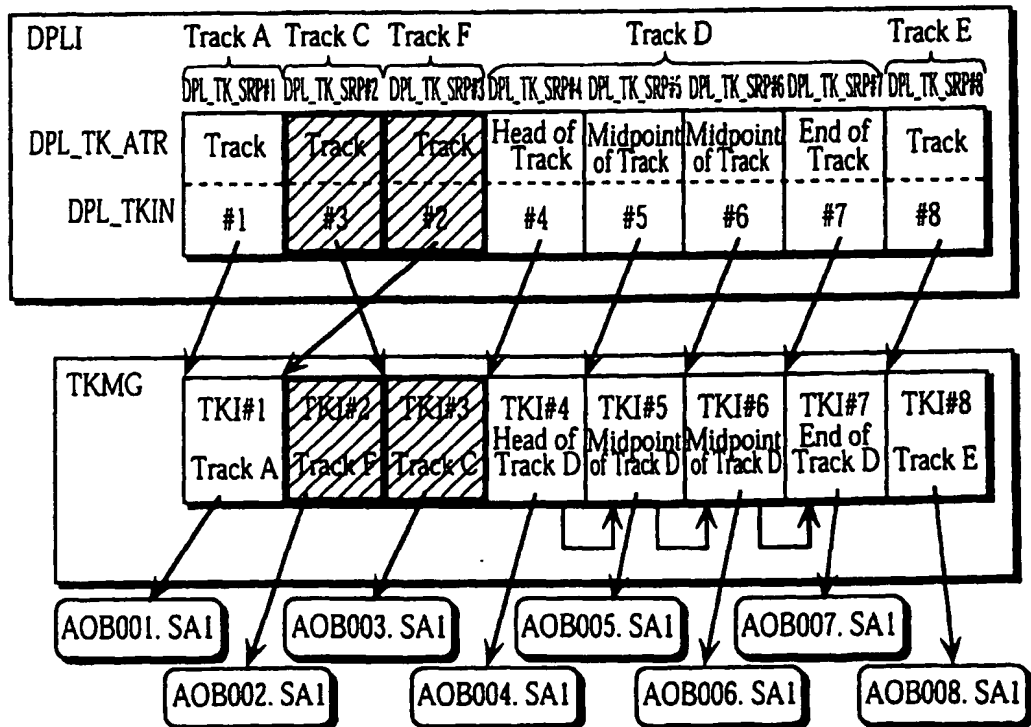 DPLI
Track A Track C Track F Track D Track E
DPL_TK_SRP#1 DPL_TK_SRP#2 DPL_TK_SRP#3 DPL_TK_SRP#4 DPL_TK_SRP#5 DPL_TK_SRP#6 DPL_TK_SRP#7 DPL_TK_SRP#8
DPL_TK_ATR Track Track Track Head of Track Midpoint of Track Midpoint of Track End of Track Track
DPL_TKIN #1 #3 #2 #4 #5 #6 #7 #8
TKMG
TKI#1 TKI#2 TKI#3 TKI#4 TKI#5 TKI#6 TKI#7 TKI#8
Track A Track F Track C Head of Track D Midpoint of Track D Midpoint of Track D End of Track D Track E
AOB001. SA1 AOB003. SA1 AOB005. SA1 AOB007. SA1
AOB002. SA1 AOB004. SA1 AOB006. SA1 AOB008. SA1